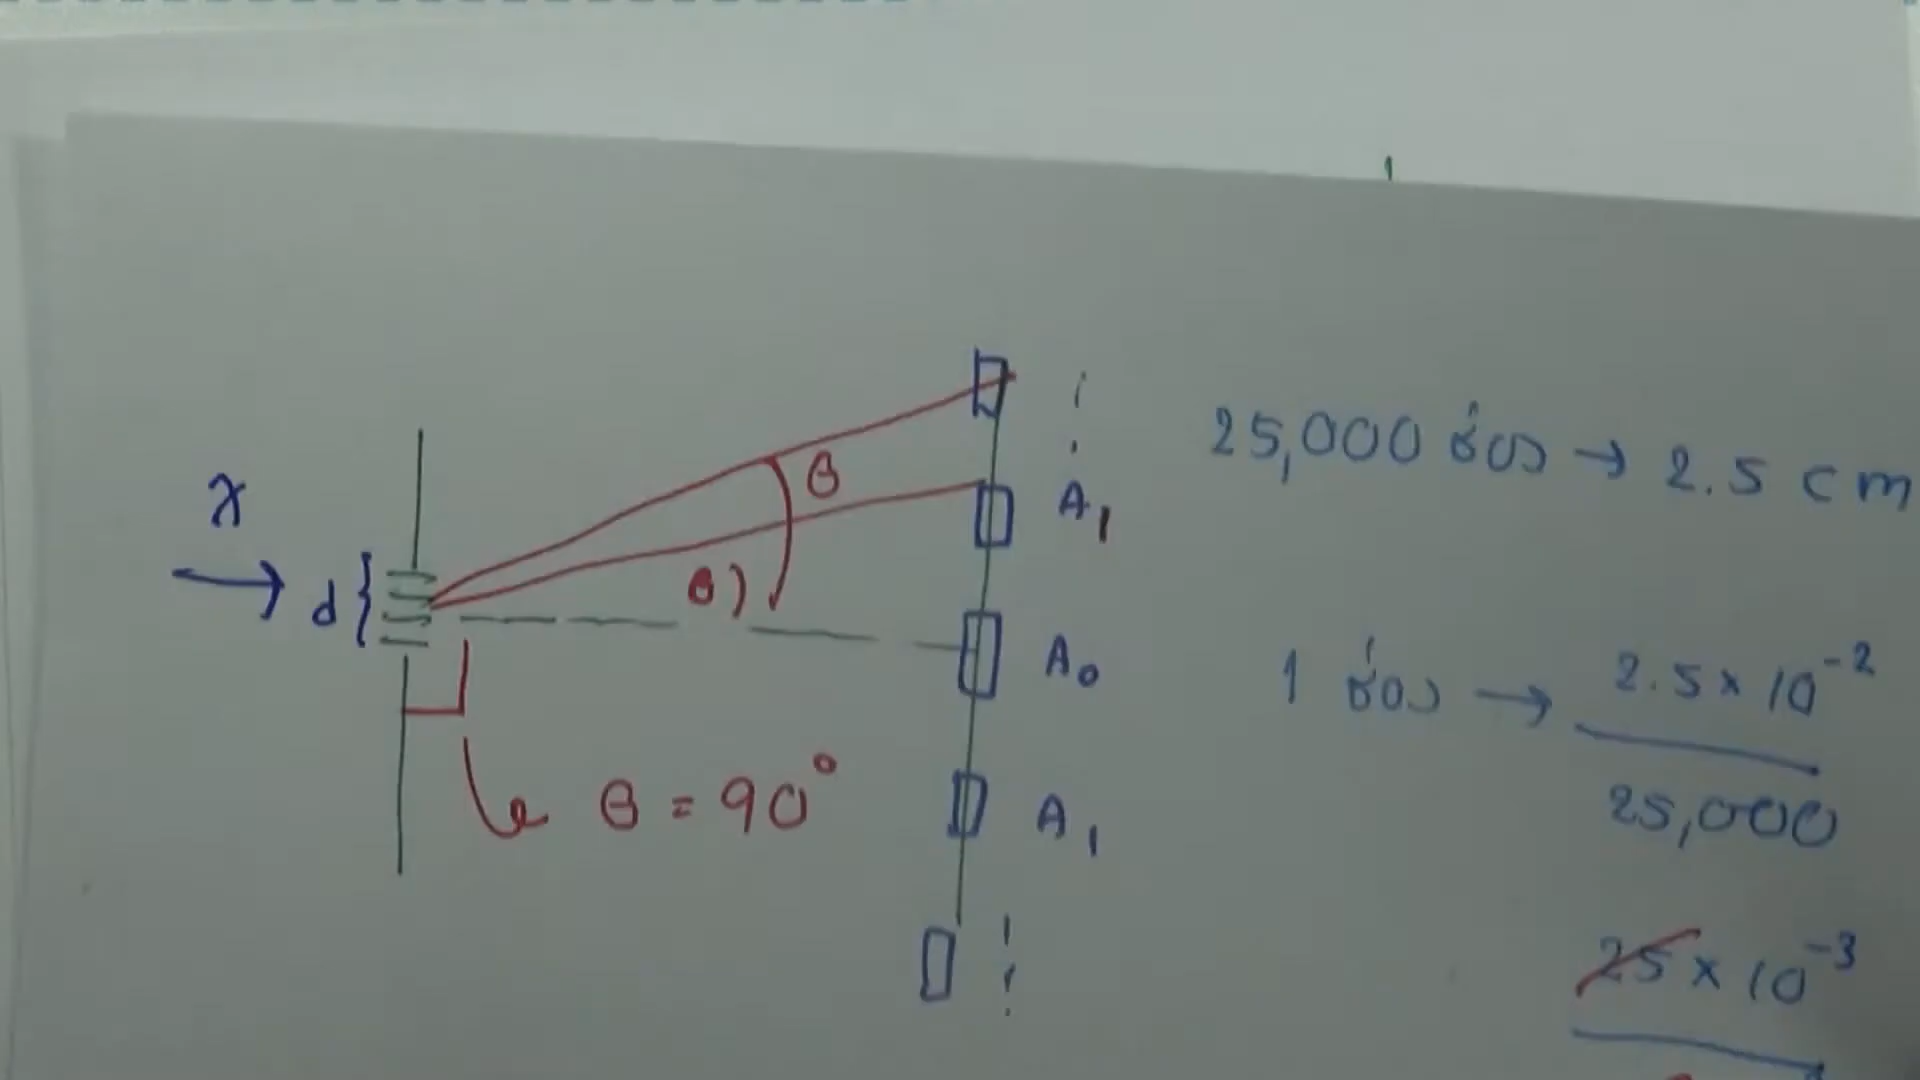 λ
d{
θ
θ)
A₁
A₀
A₁
θ = 90°
25,000 ช่อง → 2.5 cm
1 ช่อง → 2.5 × 10⁻²
25,000
25 × 10⁻³